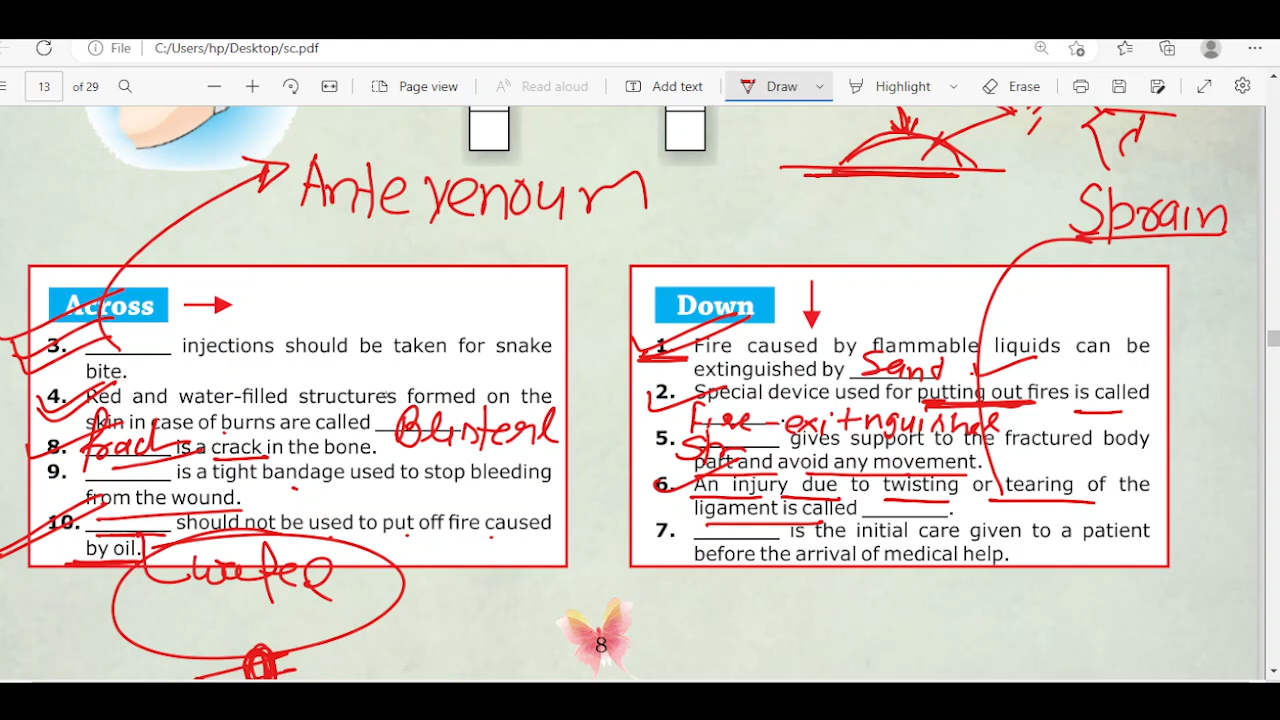 File C:/Users/hp/Desktop/sc.pdf
13 of 29 Page view Read aloud Add text Draw Highlight Erase
Sprain
Across
3. ________ injections should be taken for snake
bite.
4. Red and water-filled structures formed on the
skin in case of burns are called ________
8. ________ is a crack in the bone.
9. ________ is a tight bandage used to stop bleeding
from the wound.
10. ________ should not be used to put off fire caused
by oil.
Down
1. Fire caused by flammable liquids can be
extinguished by Sand
2. Special device used for putting out fires is called
Fire-
5. ________ gives support to the fractured body
part and avoid any movement.
6. An injury due to twisting or tearing of the
ligament is called ________.
7. ________ is the initial care given to a patient
before the arrival of medical help.
8